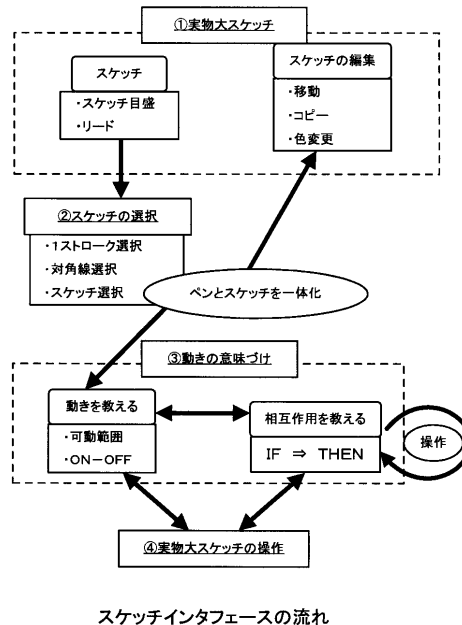 ①実物大スケッチ
スケッチ
・スケッチ目盛
・リード
スケッチの編集
・移動
・コピー
・色変更
②スケッチの選択
・1ストローク選択
・対角線選択
・スケッチ選択
ペンとスケッチを一体化
③動きの意味づけ
動きを教える
・可動範囲
・ON－OFF
相互作用を教える
IF ⇒ THEN
操作
④実物大スケッチの操作
スケッチインタフェースの流れ